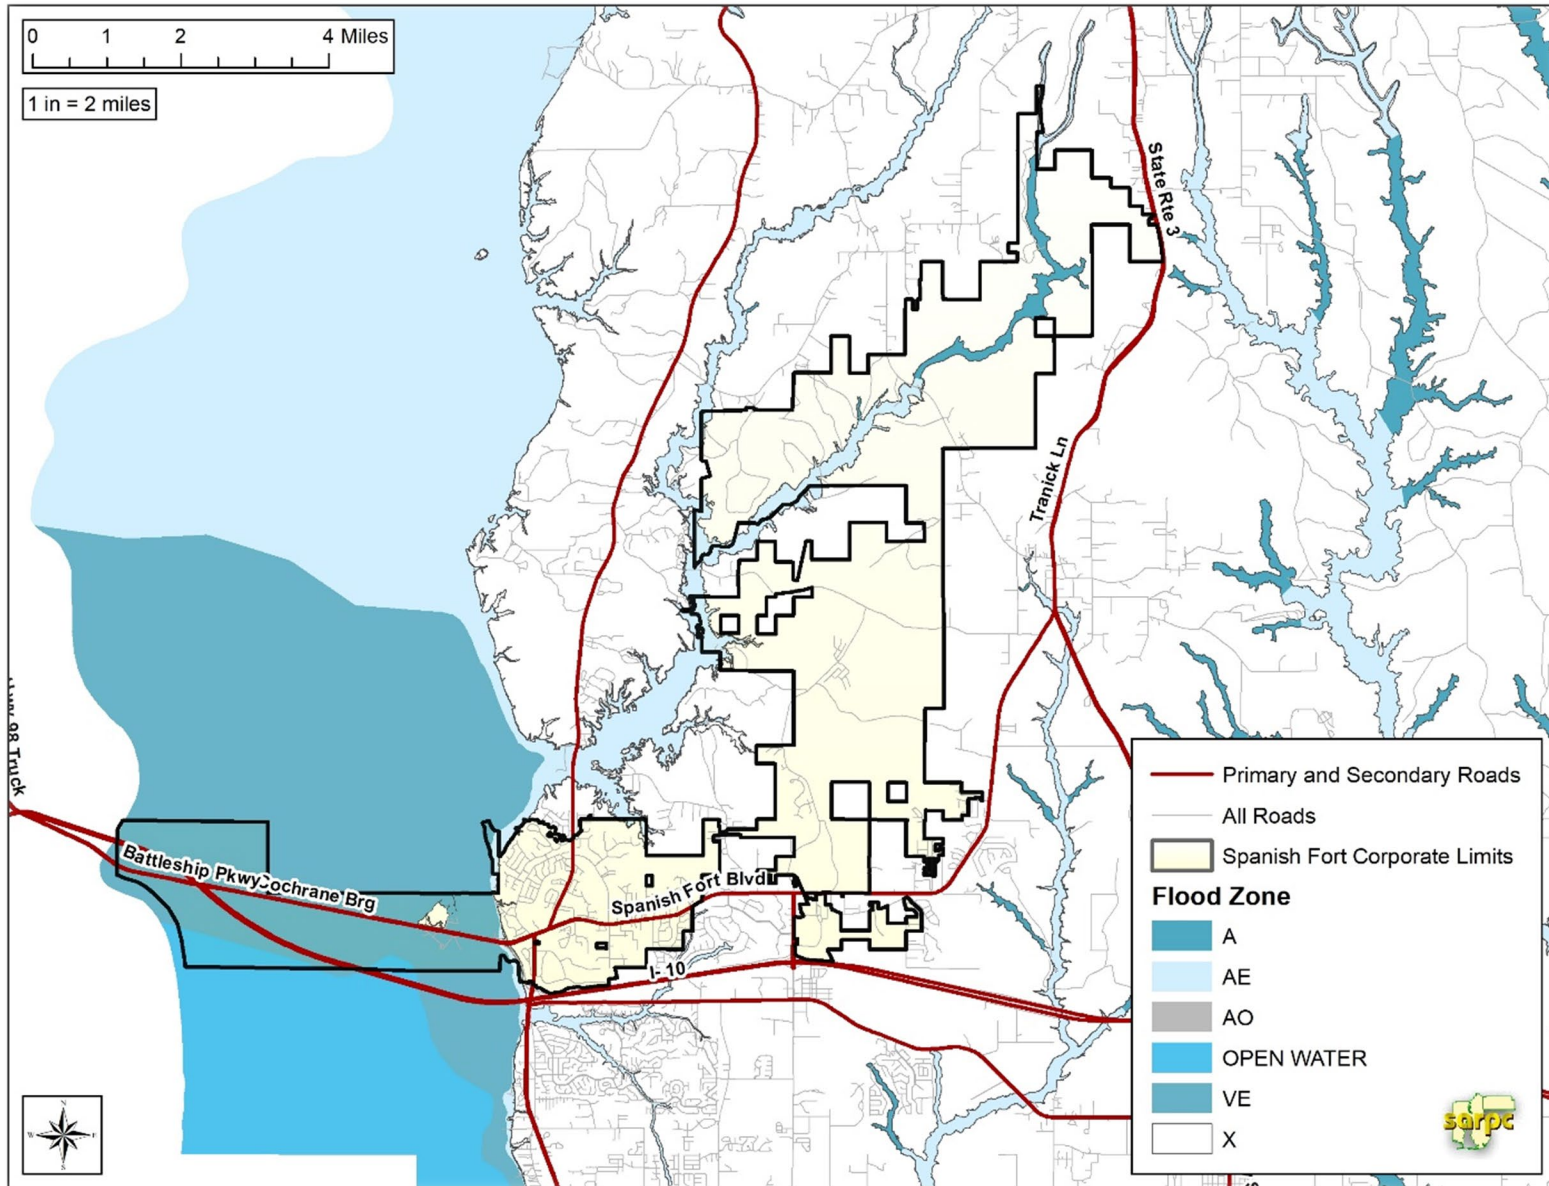 0 1 2 4 Miles
1 in = 2 miles
State Rte 3
Tranick Ln
98 Truck
Battleship Pkwy
Cochrane Brg
Spanish Fort Blvd
I- 10
Primary and Secondary Roads
All Roads
Spanish Fort Corporate Limits
Flood Zone
A
AE
AO
OPEN WATER
VE
X
N
W
E
S
sarpc